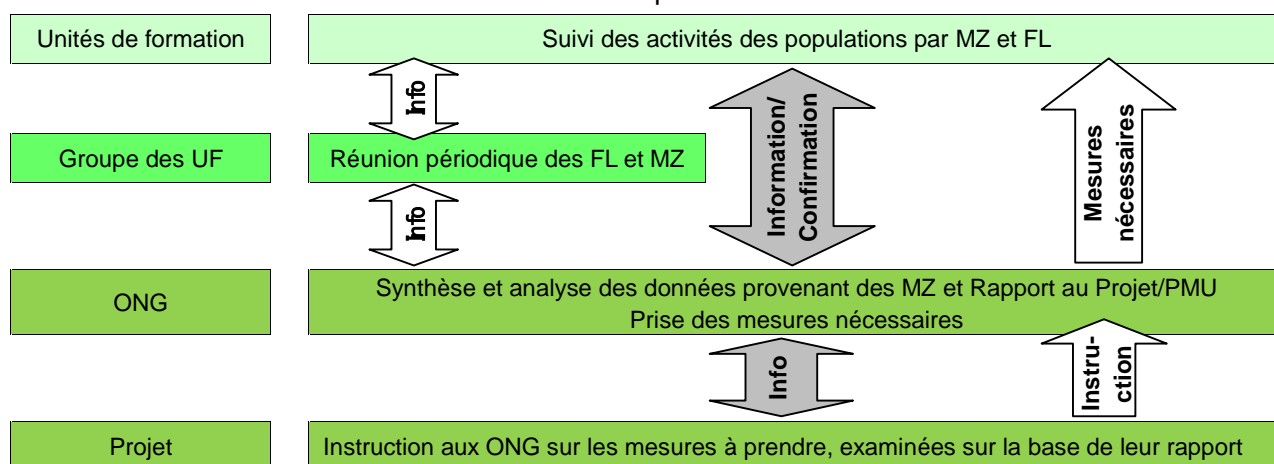 Unités de formation
Suivi des activités des populations par MZ et FL
Info
Information/
Confirmation
Mesures
nécessaires
Groupe des UF
Réunion périodique des FL et MZ
Info
ONG
Synthèse et analyse des données provenant des MZ et Rapport au Projet/PMU
Prise des mesures nécessaires
Info
Instru-
ction
Projet
Instruction aux ONG sur les mesures à prendre, examinées sur la base de leur rapport